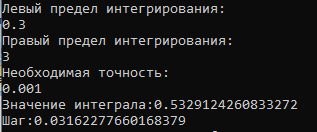 Левый предел интегрирования:
0.3
Правый предел интегрирования:
3
Необходимая точность:
0.001
Значение интеграла:0.5329124260833272
Шаг:0.03162277660168379